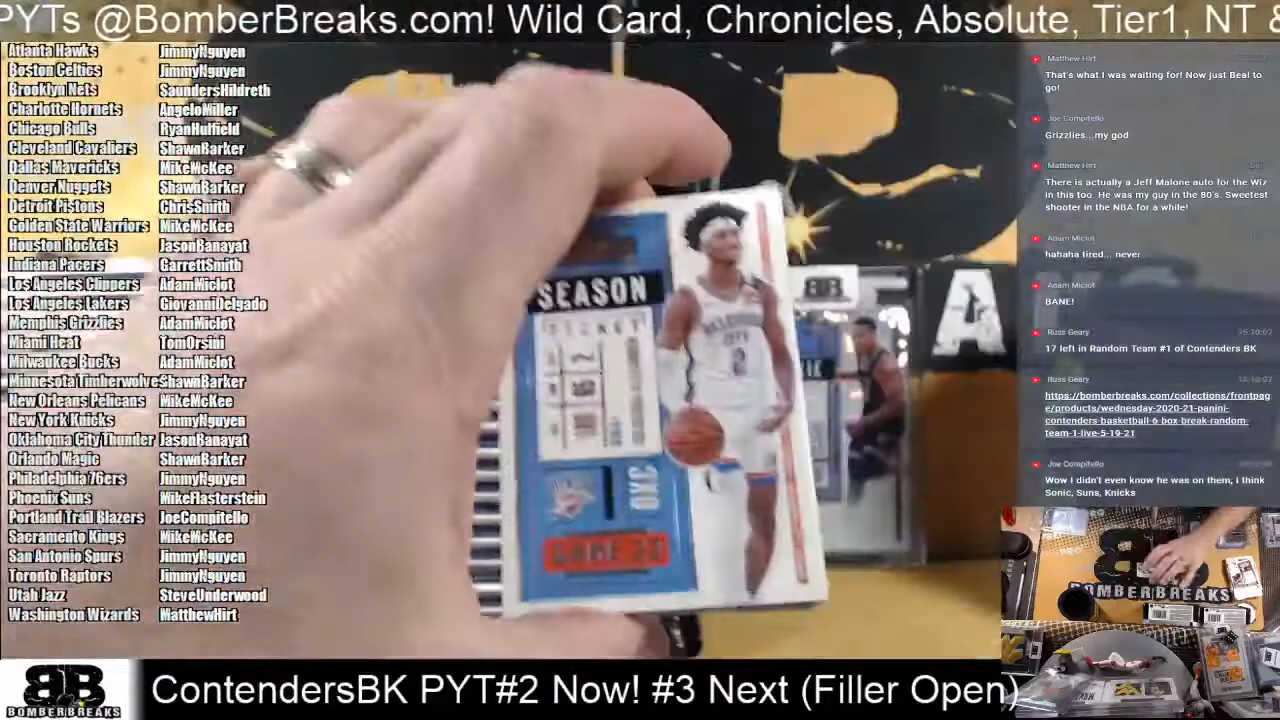 PYTs @BomberBreaks.com! Wild Card, Chronicles, Absolute, Tier1, NT &
Atlanta Hawks JimmyNguyen
Boston Celtics JimmyNguyen
Brooklyn Nets SaundersHildreth
Charlotte Hornets AngeloMiller
Chicago Bulls RyanHulfield
Cleveland Cavaliers ShawnBarker
Dallas Mavericks MikeMcKee
Denver Nuggets ShawnBarker
Detroit Pistons ChrisSmith
Golden State Warriors MikeMcKee
Houston Rockets JasonBanayat
Indiana Pacers GarrettSmith
Los Angeles Clippers AdamMiclot
Los Angeles Lakers GiovanniDelgado
Memphis Grizzlies AdamMiclot
Miami Heat TomOrsini
Milwaukee Bucks AdamMiclot
Minnesota TimberwolvesShawnBarker
New Orleans Pelicans MikeMcKee
New York Knicks JimmyNguyen
Oklahoma City Thunder JasonBanayat
Orlando Magic ShawnBarker
Philadelphia 76ers JimmyNguyen
Phoenix Suns MikeHasterstein
Portland Trail Blazers JoeCompitello
Sacramento Kings MikeMcKee
San Antonio Spurs JimmyNguyen
Toronto Raptors JimmyNguyen
Utah Jazz SteveUnderwood
Washington Wizards MatthewHirt
SEASON
TICKET
OKC
BB
A
Matthew Hirt
That's what I was waiting for! Now just Beal to
go!
Joe Compitello
Grizzlies...my god
Matthew Hirt
There is actually a Jeff Malone auto for the Wiz
in this too. He was my guy in the 80's. Sweetest
shooter in the NBA for a while!
Adam Miclot
hahaha tired... never
Adam Miclot
BANE!
Russ Geary
17 left in Random Team #1 of Contenders BK
Russ Geary
https://bomberbreaks.com/collections/frontpag
e/products/wednesday-2020-21-panini-
contenders-basketball-6-box-break-random-
team-1-live-5-19-21
Joe Compitello
Wow I didn't even know he was on them, i think
Sonic, Suns, Knicks
BOMBERBREAKS
BB
BOMBERBREAKS
ContendersBK PYT#2 Now! #3 Next (Filler Open)